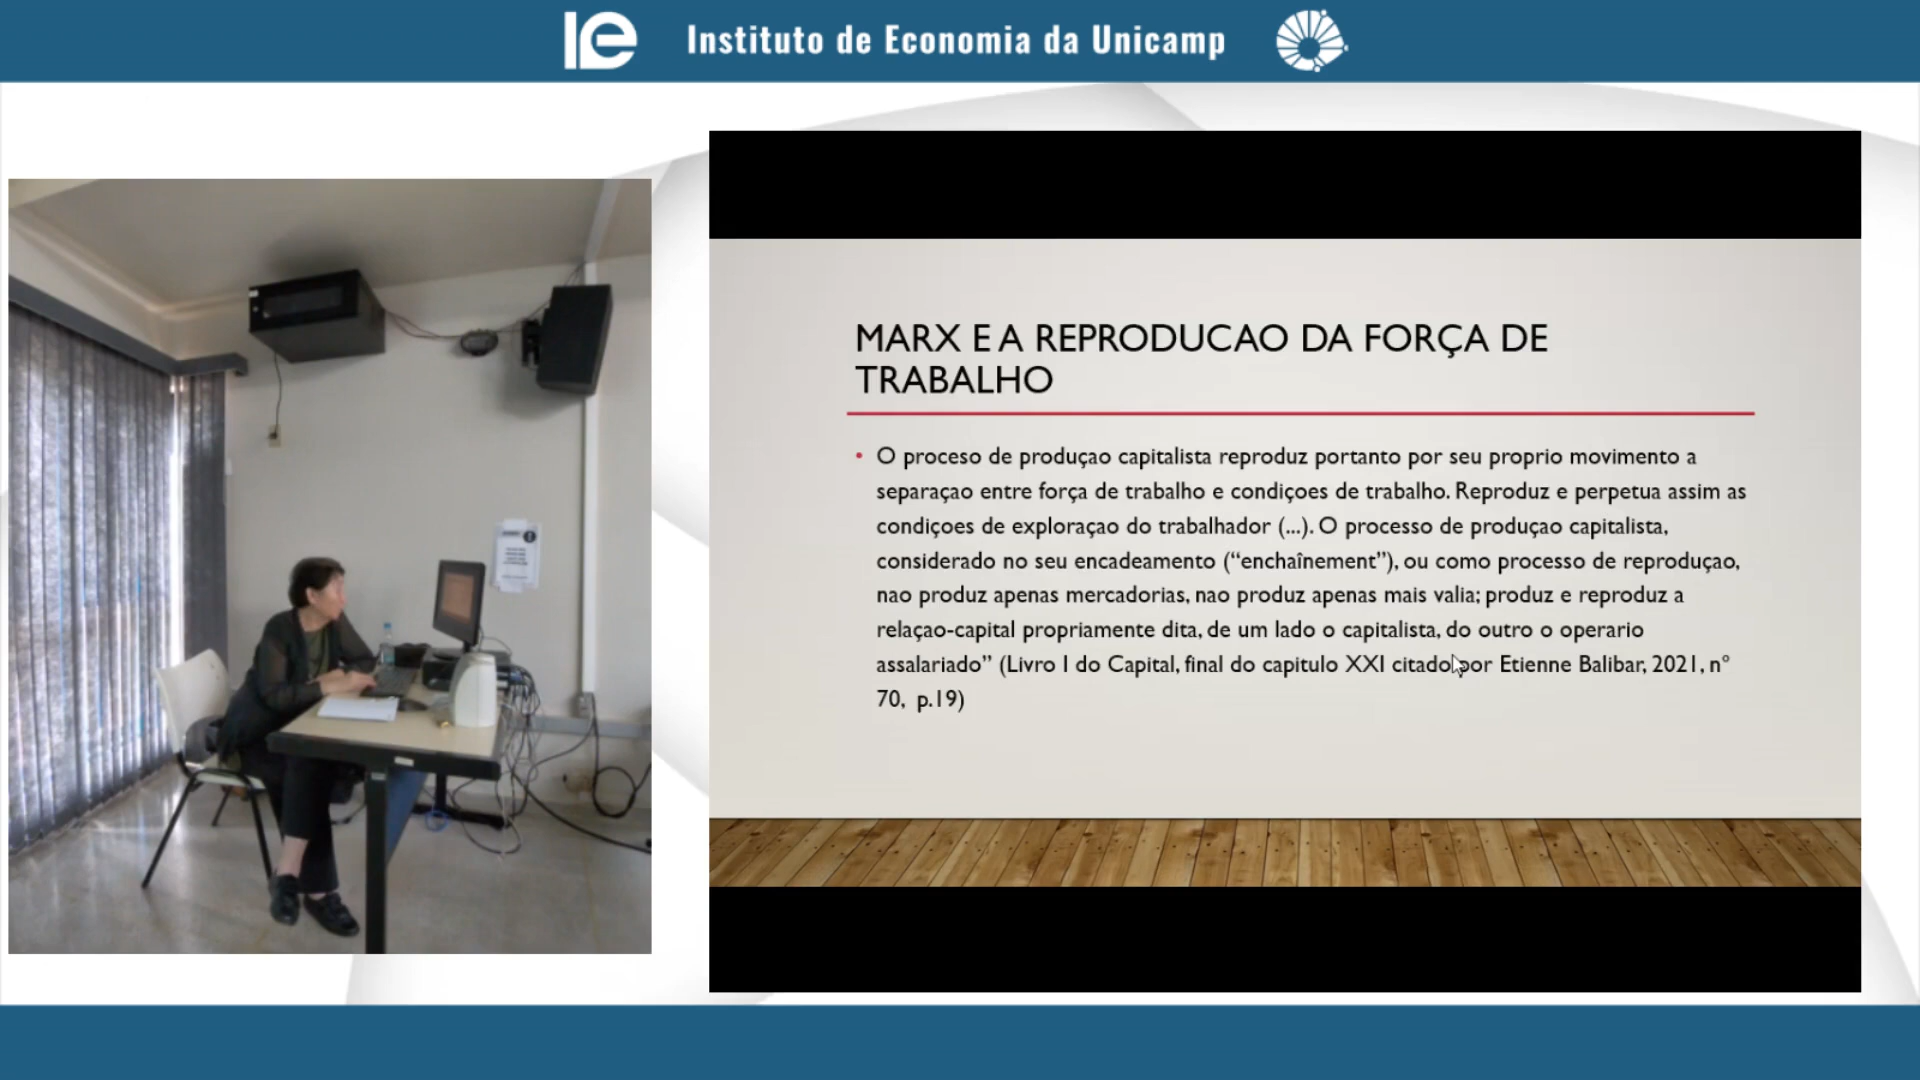 Instituto de Economia da Unicamp
MARX E A REPRODUCAO DA FORÇA DE
TRABALHO
• O proceso de produçao capitalista reproduz portanto por seu proprio movimento a
separaçao entre força de trabalho e condiçoes de trabalho. Reproduz e perpetua assim as
condiçoes de exploraçao do trabalhador (...). O processo de produçao capitalista,
considerado no seu encadeamento (“enchaînement”), ou como processo de reproduçao,
nao produz apenas mercadorias, nao produz apenas mais valia; produz e reproduz a
relaçao-capital propriamente dita, de um lado o capitalista, do outro o operario
assalariado” (Livro I do Capital, final do capitulo XXI citado por Etienne Balibar, 2021, n°
70, p.19)